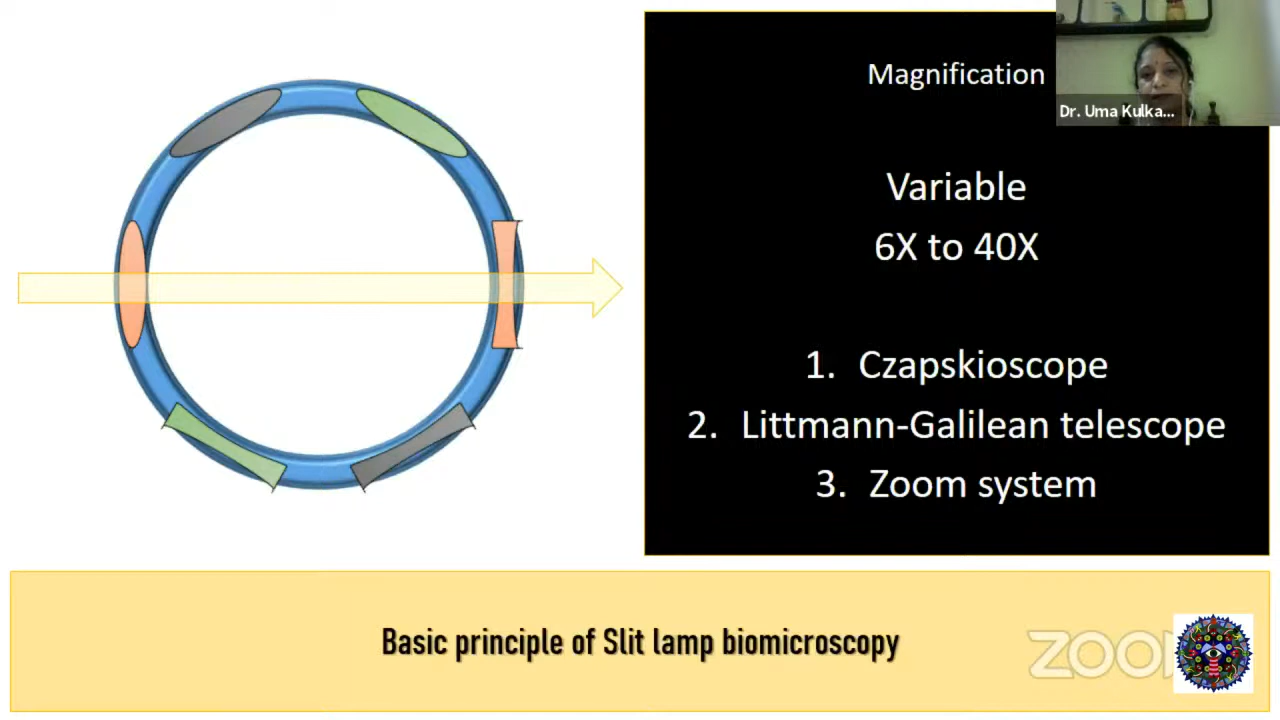 Magnification
Dr. Uma Kulka...
Variable
6X to 40X
1. Czapskioscope
2. Littmann-Galilean telescope
3. Zoom system
Basic principle of Slit lamp biomicroscopy
ZOO